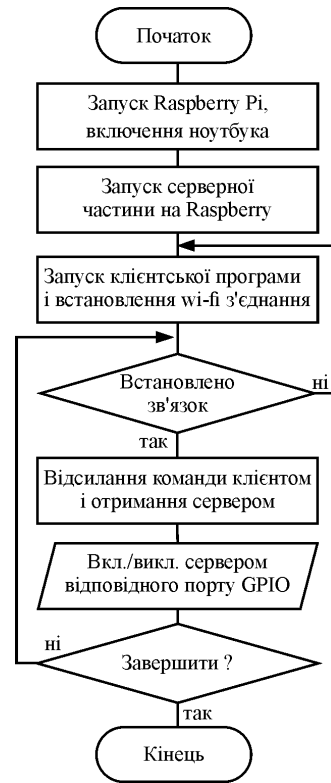 Початок
Запуск Raspberry Pi,
включення ноутбука
Запуск серверної
частини на Raspberry
Запуск клієнтської програми
і встановлення wi-fi з'єднання
Встановлено
зв'язок
ні
так
Відсилання команди клієнтом
і отримання сервером
Вкл./викл. сервером
відповідного порту GPIO
ні
Завершити ?
так
Кінець